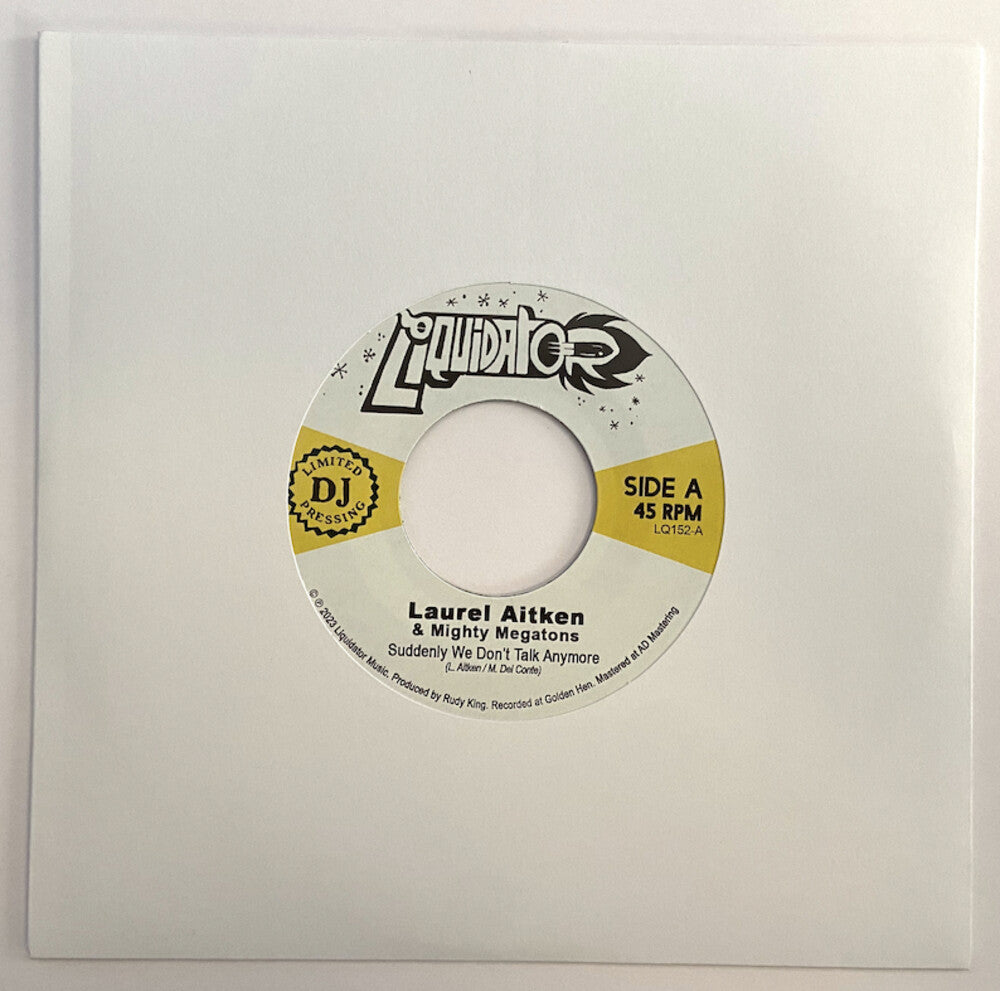 LIQUIDATOR
LIMITED
DJ
PRESSING
SIDE A
45 RPM
LQ152-A
Laurel Aitken
& Mighty Megatons
Suddenly We Don't Talk Anymore
(L. Aitken / M. Del Conte)
© ℗ 2023 Liquidator Music. Produced by Rudy King. Recorded at Golden Hen. Mastered at AD Mastering